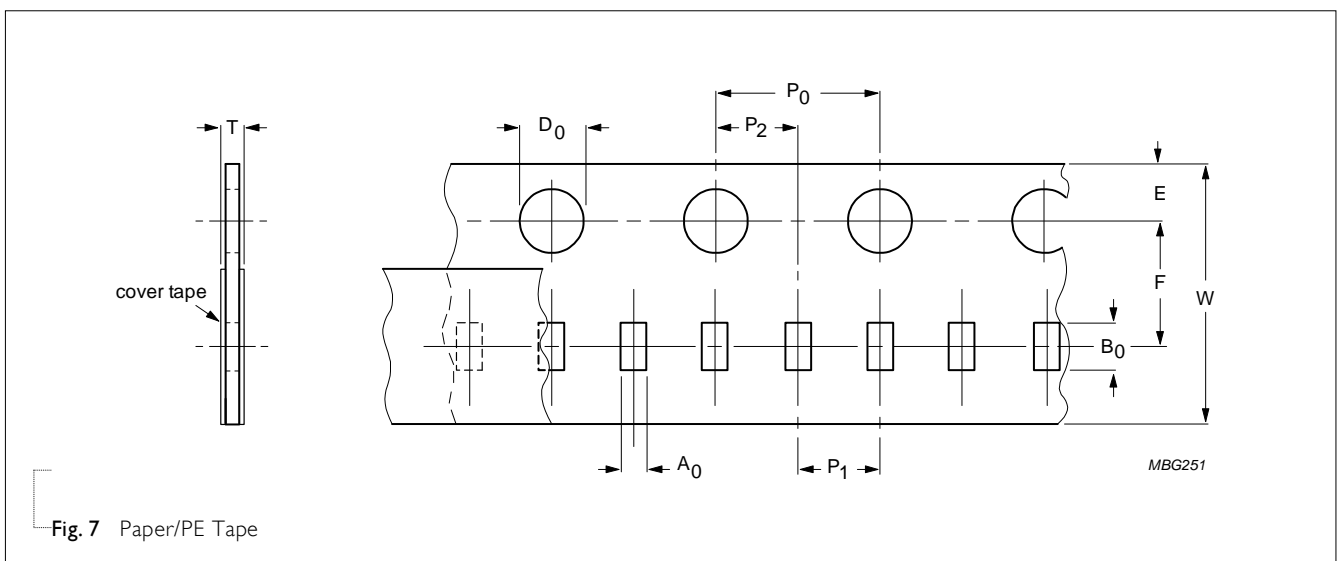 P0
T
D0
P2
E
cover tape
F
W
B0
A0
P1
MBG251
Fig. 7 Paper/PE Tape